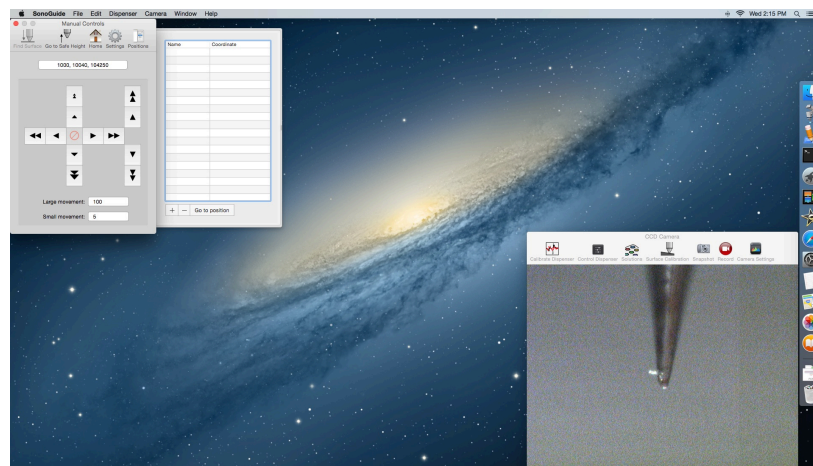 SonoGuide File Edit Dispenser Camera Window Help
Wed 2:15 PM
Manual Controls
Find Surface Go to Safe Height Home Settings Positions
1000, 10040, 104250
Large movement: 100
Small movement: 5
Name Coordinate
+ − Go to position
CCD Camera
Calibrate Dispenser Control Dispenser Solutions Surface Calibration Snapshot Record Camera Settings